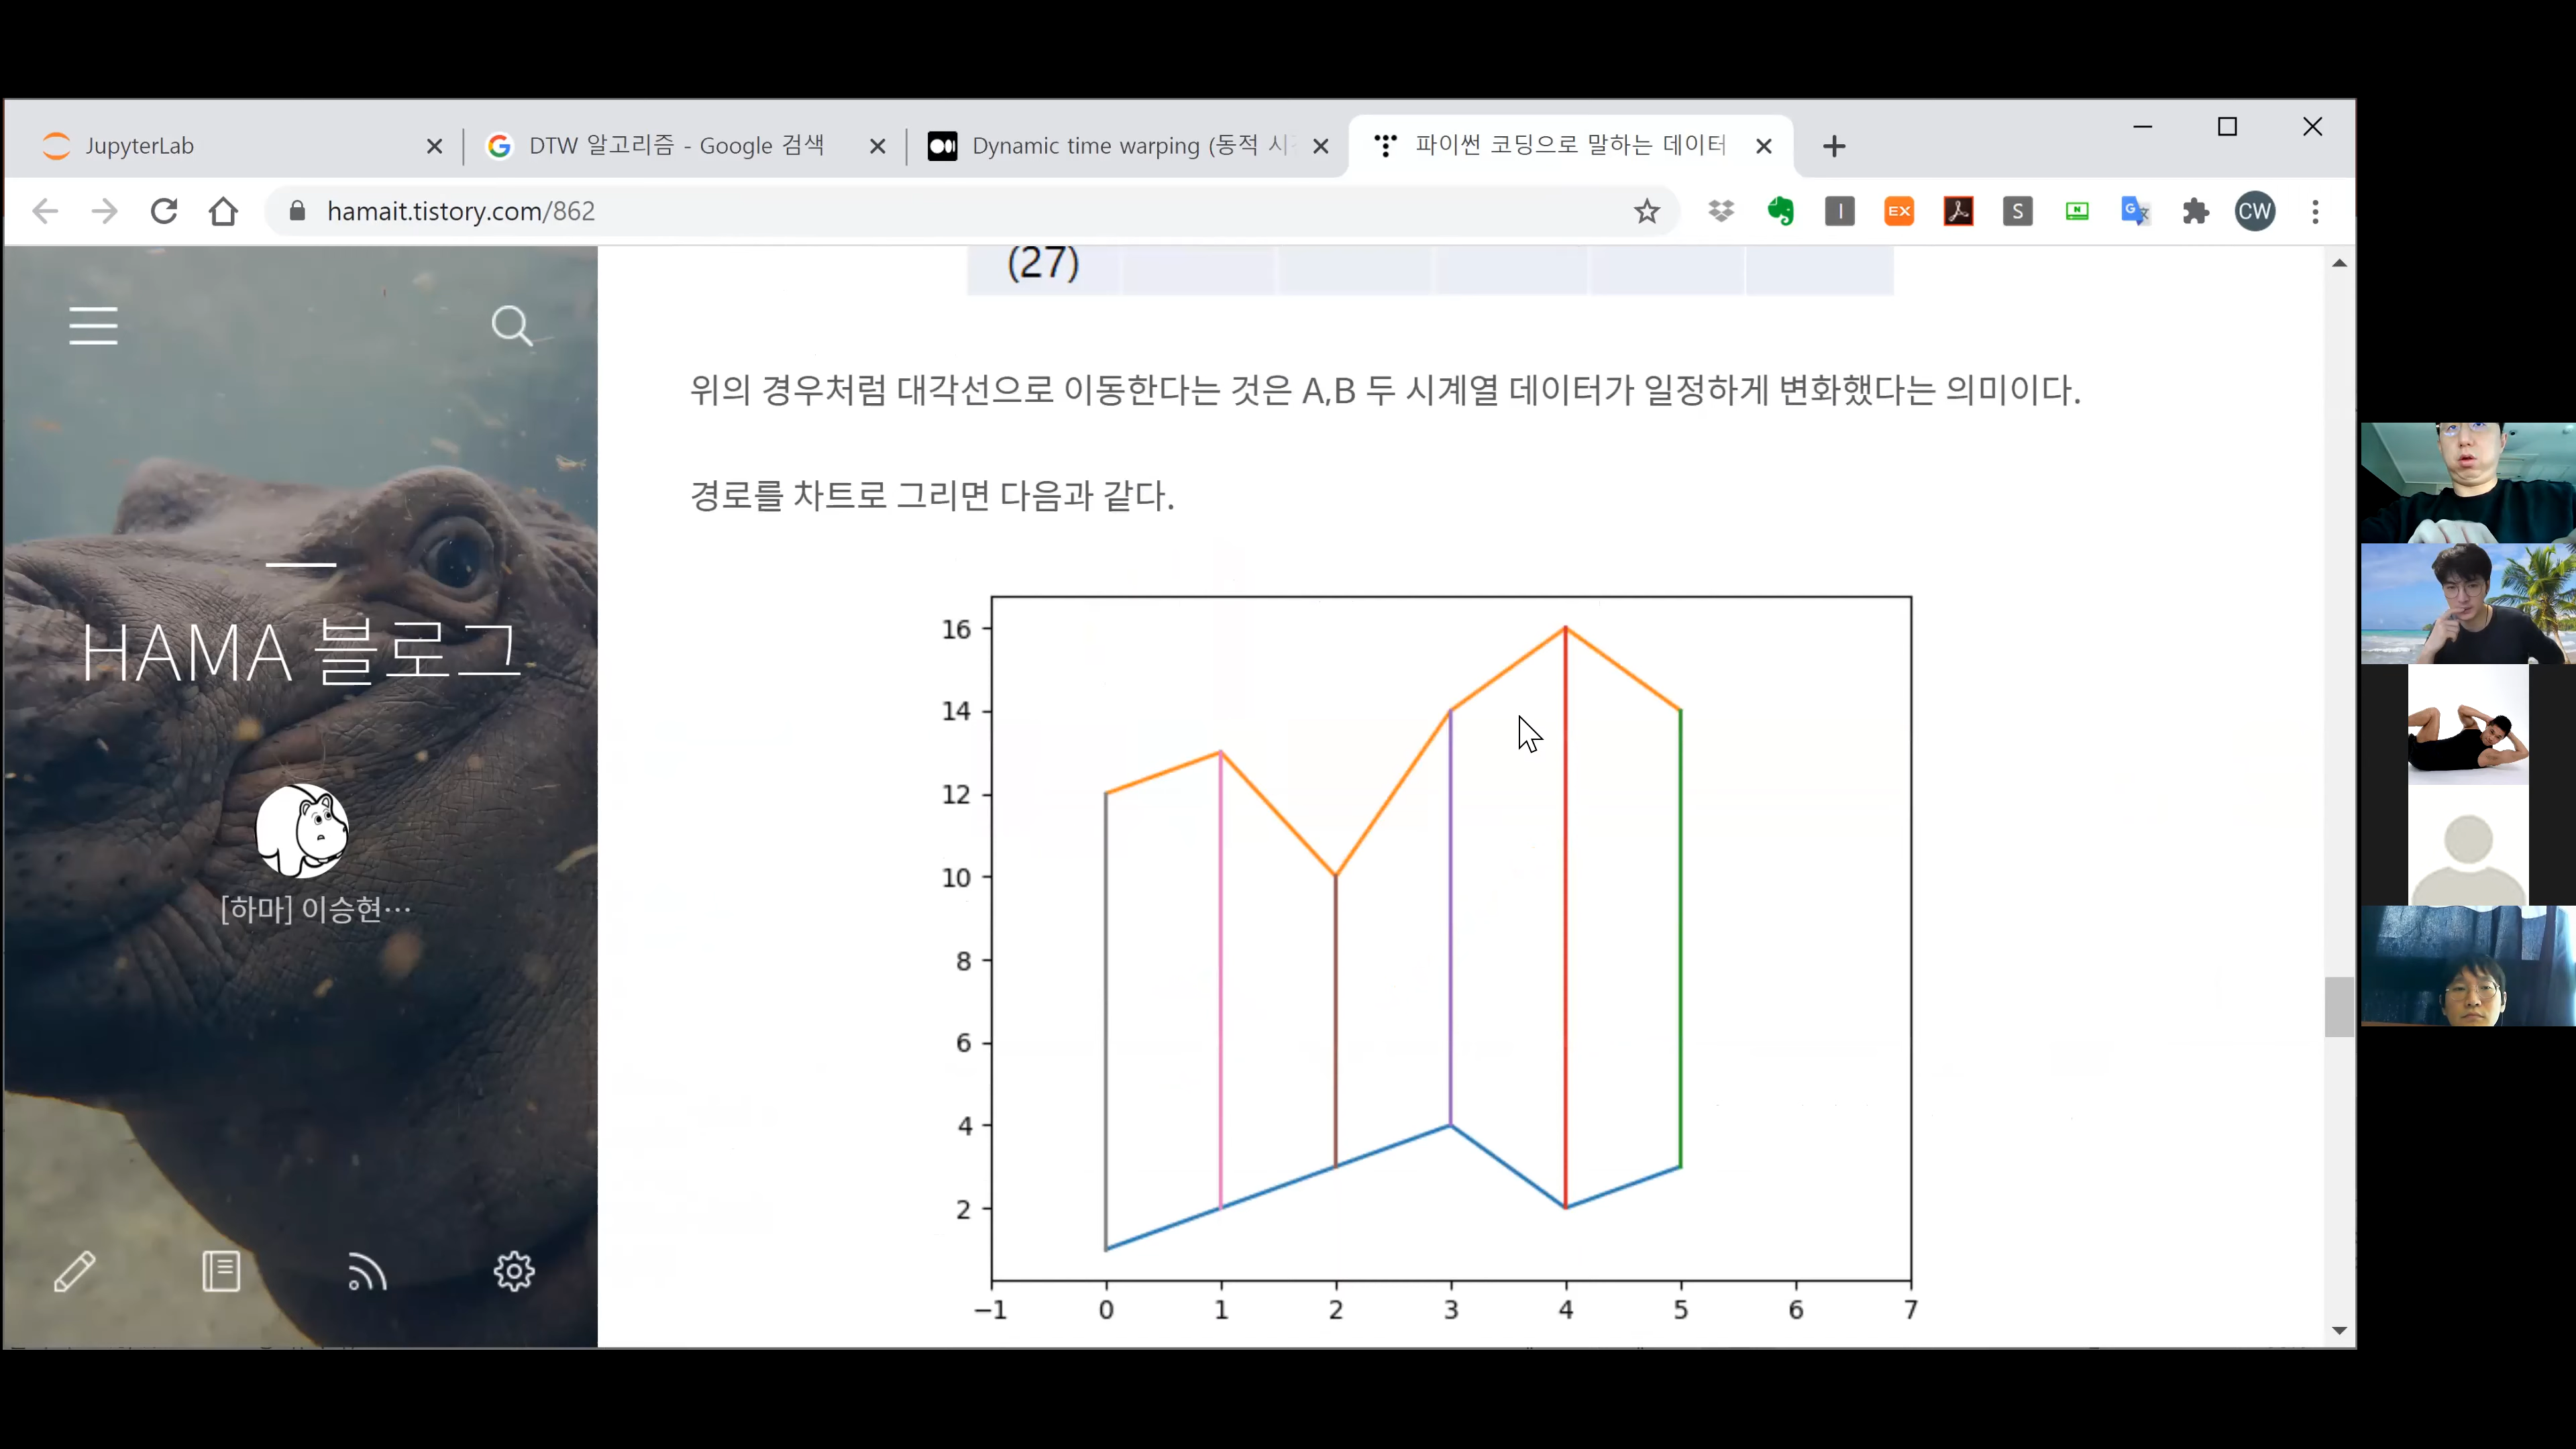 JupyterLab
DTW 알고리즘 - Google 검색
Dynamic time warping (동적 시
파이썬 코딩으로 말하는 데이터
hamait.tistory.com/862
EX
S
N
CW
(27)
위의 경우처럼 대각선으로 이동한다는 것은 A,B 두 시계열 데이터가 일정하게 변화했다는 의미이다.
경로를 차트로 그리면 다음과 같다.
HAMA 블로그
[하마] 이승현…
16
14
12
10
8
6
4
2
−1 0 1 2 3 4 5 6 7